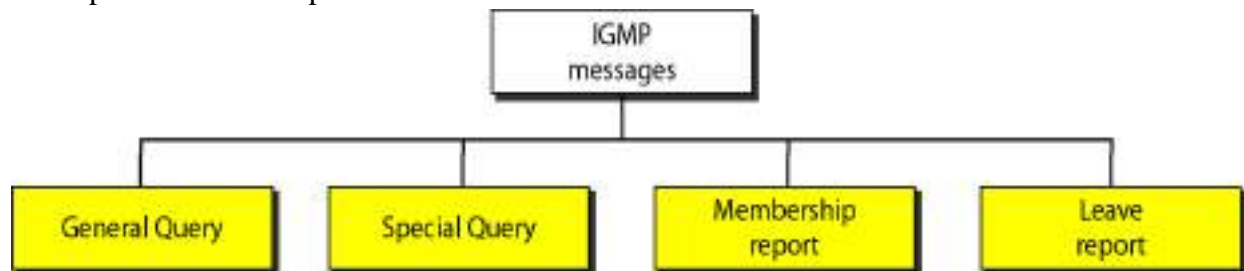 IGMP
messages
General Query
Special Query
Membership
report
Leave
report